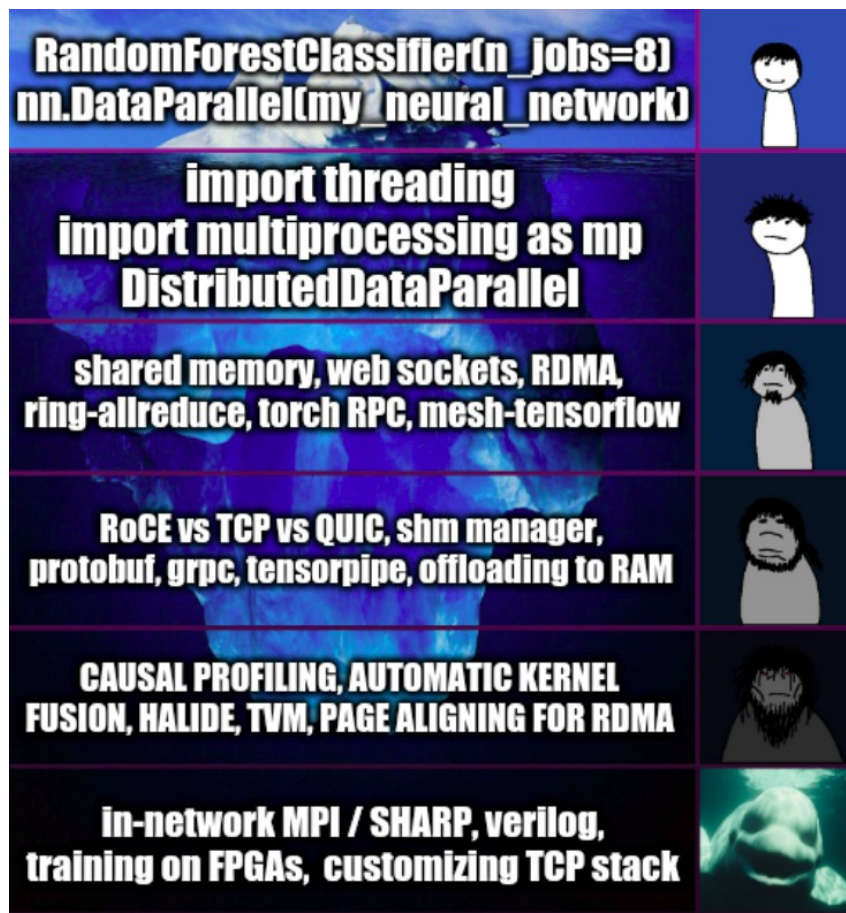 RandomForestClassifier(n_jobs=8)
nn.DataParallel(my_neural_network)
import threading
import multiprocessing as mp
DistributedDataParallel
shared memory, web sockets, RDMA,
ring-allreduce, torch RPC, mesh-tensorflow
RoCE vs TCP vs QUIC, shm manager,
protobuf, grpc, tensorpipe, offloading to RAM
CAUSAL PROFILING, AUTOMATIC KERNEL
FUSION, HALIDE, TVM, PAGE ALIGNING FOR RDMA
in-network MPI / SHARP, verilog,
training on FPGAs, customizing TCP stack